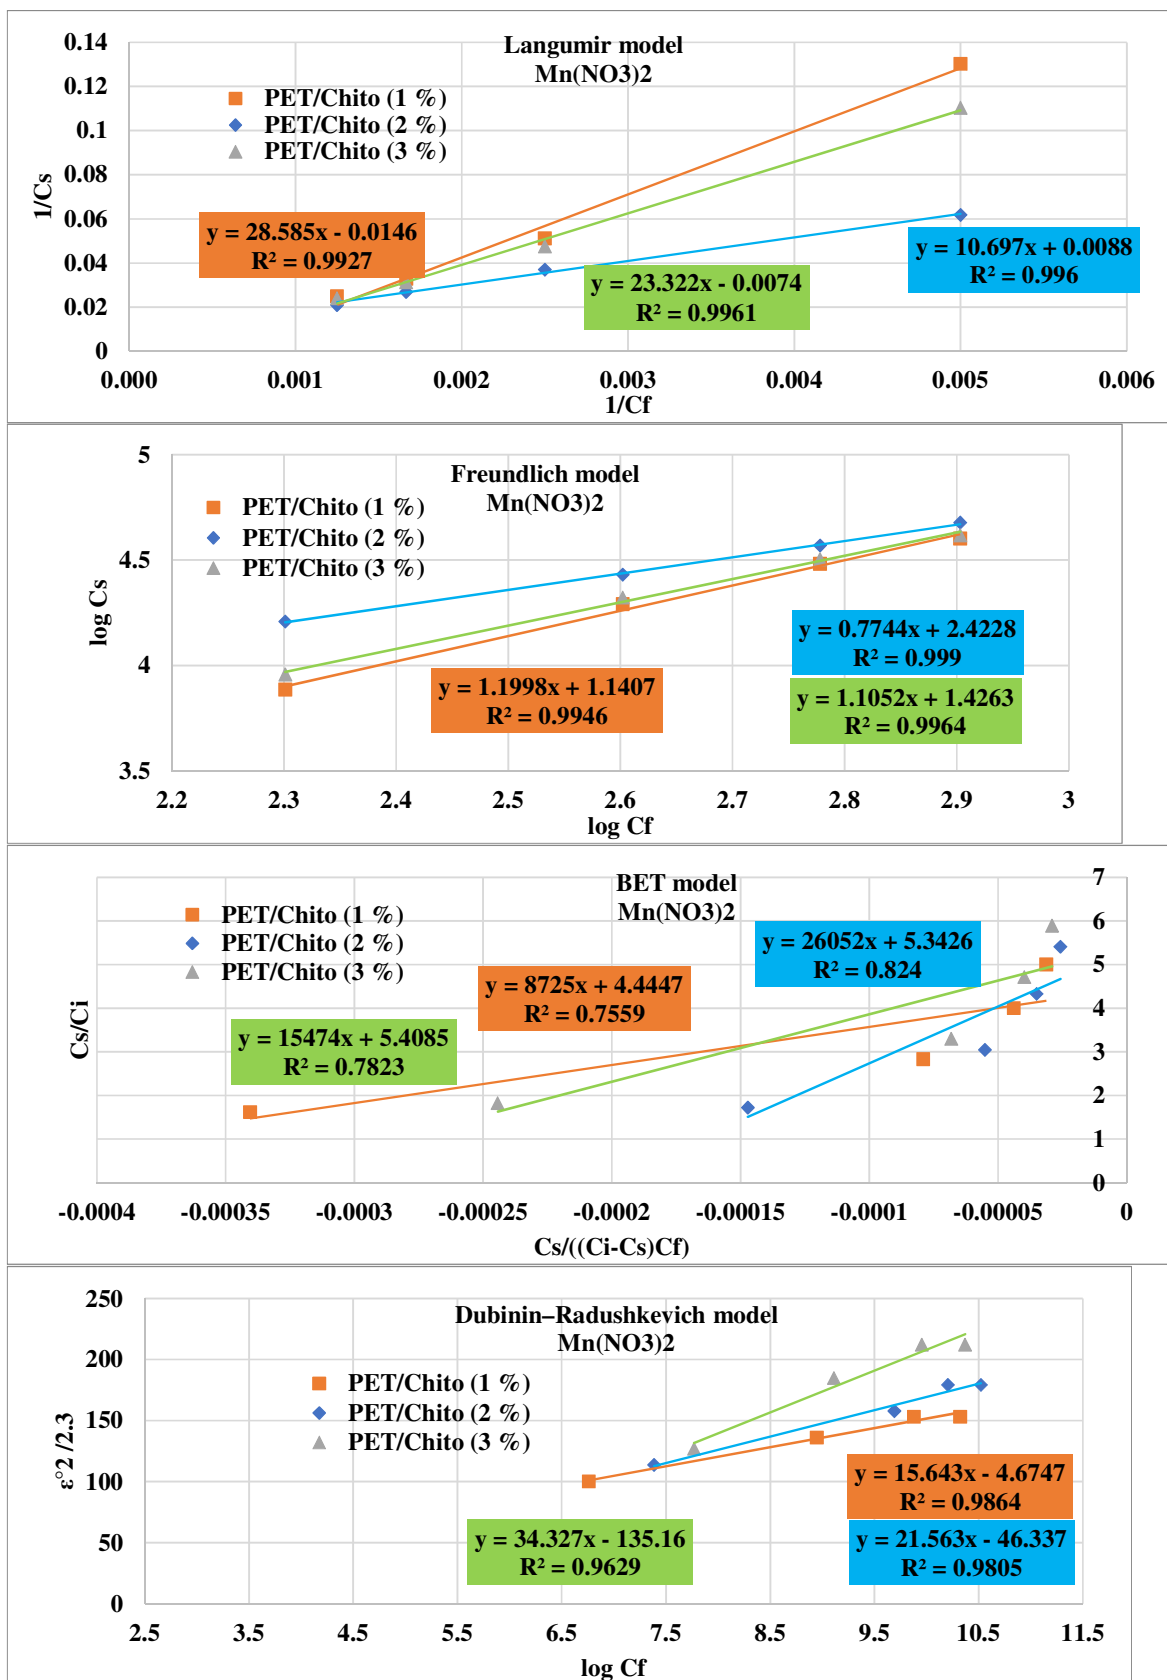 Langumir model
Mn(NO3)2
PET/Chito (1 %)
PET/Chito (2 %)
PET/Chito (3 %)
y = 28.585x - 0.0146
R² = 0.9927
y = 23.322x - 0.0074
R² = 0.9961
y = 10.697x + 0.0088
R² = 0.996
0.14
0.12
0.1
0.08
0.06
0.04
0.02
0
1/Cs
0.000 0.001 0.002 0.003 0.004 0.005 0.006
1/Cf
Freundlich model
Mn(NO3)2
PET/Chito (1 %)
PET/Chito (2 %)
PET/Chito (3 %)
y = 0.7744x + 2.4228
R² = 0.999
y = 1.1998x + 1.1407
R² = 0.9946
y = 1.1052x + 1.4263
R² = 0.9964
5
4.5
4
3.5
log Cs
2.2 2.3 2.4 2.5 2.6 2.7 2.8 2.9 3
log Cf
BET model
Mn(NO3)2
PET/Chito (1 %)
PET/Chito (2 %)
PET/Chito (3 %)
y = 26052x + 5.3426
R² = 0.824
y = 8725x + 4.4447
R² = 0.7559
y = 15474x + 5.4085
R² = 0.7823
7
6
5
4
3
2
1
0
Cs/Ci
-0.0004 -0.00035 -0.0003 -0.00025 -0.0002 -0.00015 -0.0001 -0.00005 0
Cs/((Ci-Cs)Cf)
Dubinin–Radushkevich model
Mn(NO3)2
PET/Chito (1 %)
PET/Chito (2 %)
PET/Chito (3 %)
y = 15.643x - 4.6747
R² = 0.9864
y = 34.327x - 135.16
R² = 0.9629
y = 21.563x - 46.337
R² = 0.9805
250
200
150
100
50
0
ε°2 /2.3
2.5 3.5 4.5 5.5 6.5 7.5 8.5 9.5 10.5 11.5
log Cf